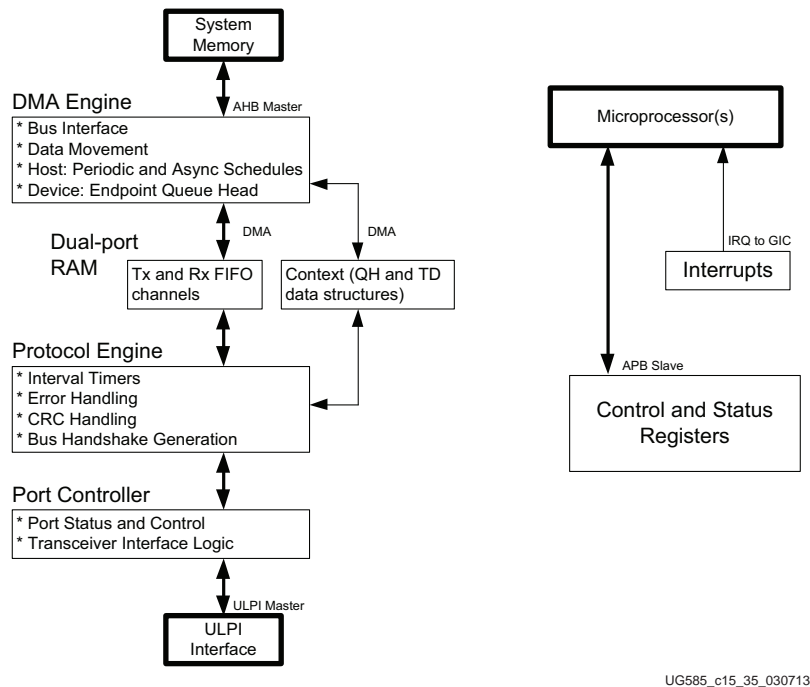 System
Memory
AHB Master
DMA Engine
* Bus Interface
* Data Movement
* Host: Periodic and Async Schedules
* Device: Endpoint Queue Head
DMA
DMA
Dual-port
RAM
Tx and Rx FIFO
channels
Context (QH and TD
data structures)
Protocol Engine
* Interval Timers
* Error Handling
* CRC Handling
* Bus Handshake Generation
Port Controller
* Port Status and Control
* Transceiver Interface Logic
ULPI Master
ULPI
Interface
Microprocessor(s)
IRQ to GIC
Interrupts
APB Slave
Control and Status
Registers
UG585_c15_35_030713